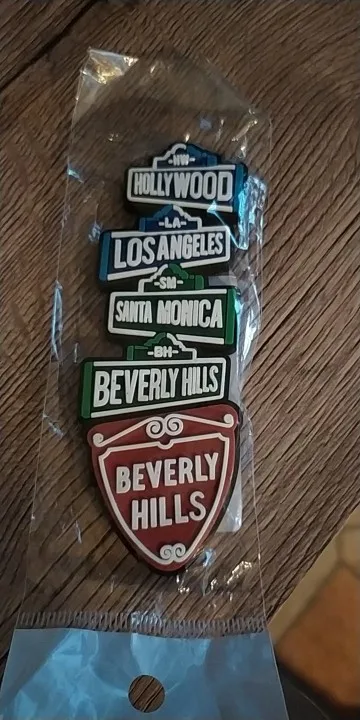 -HW-
HOLLYWOOD
-LA-
LOS ANGELES
-SM-
SANTA MONICA
-BH-
BEVERLY HILLS
BEVERLY
HILLS